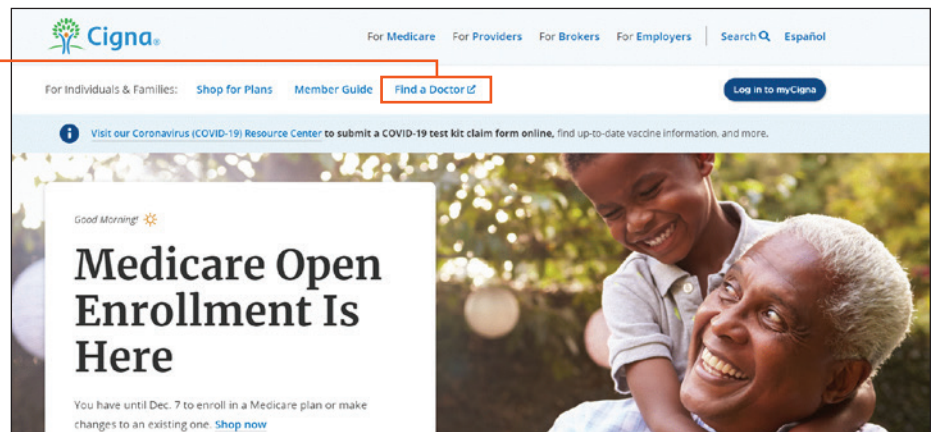 Cigna®
For Medicare For Providers For Brokers For Employers Search Español
For Individuals & Families: Shop for Plans Member Guide Find a Doctor Log in to myCigna
Visit our Coronavirus (COVID-19) Resource Center to submit a COVID-19 test kit claim form online, find up-to-date vaccine information, and more.
Good Morning!
Medicare Open
Enrollment Is
Here
You have until Dec. 7 to enroll in a Medicare plan or make
changes to an existing one. Shop now